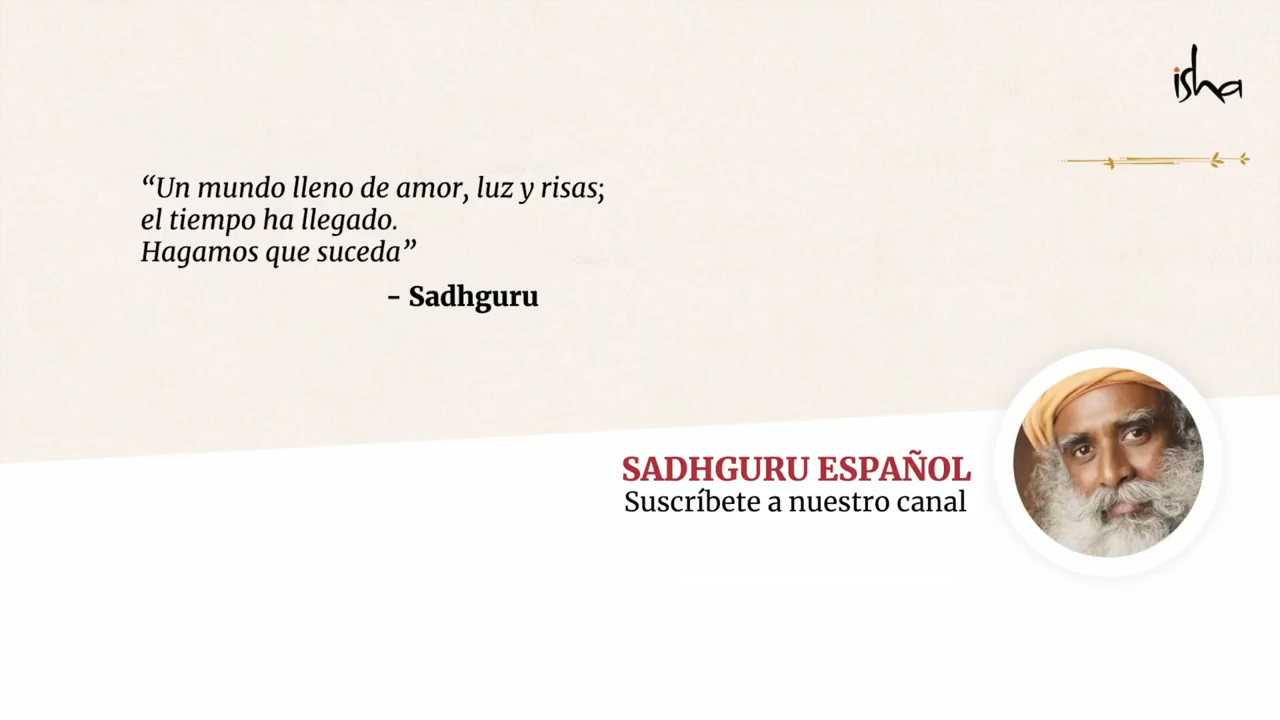 isha
“Un mundo lleno de amor, luz y risas;
el tiempo ha llegado.
Hagamos que suceda”
- Sadhguru
SADHGURU ESPAÑOL
Suscríbete a nuestro canal